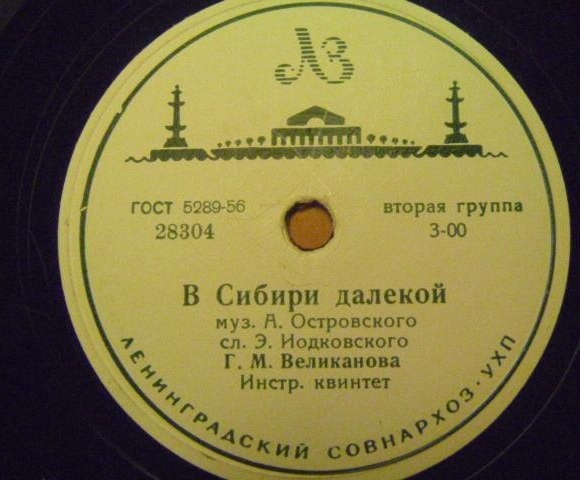 ЛЗ
ГОСТ 5289-56
вторая группа
28304
3-00
В Сибири далекой
муз. А. Островского
сл. Э. Иодковского
Г. М. Великанова
Инстр. квинтет
ЛЕНИНГРАДСКИЙ СОВНАРХОЗ · УХП